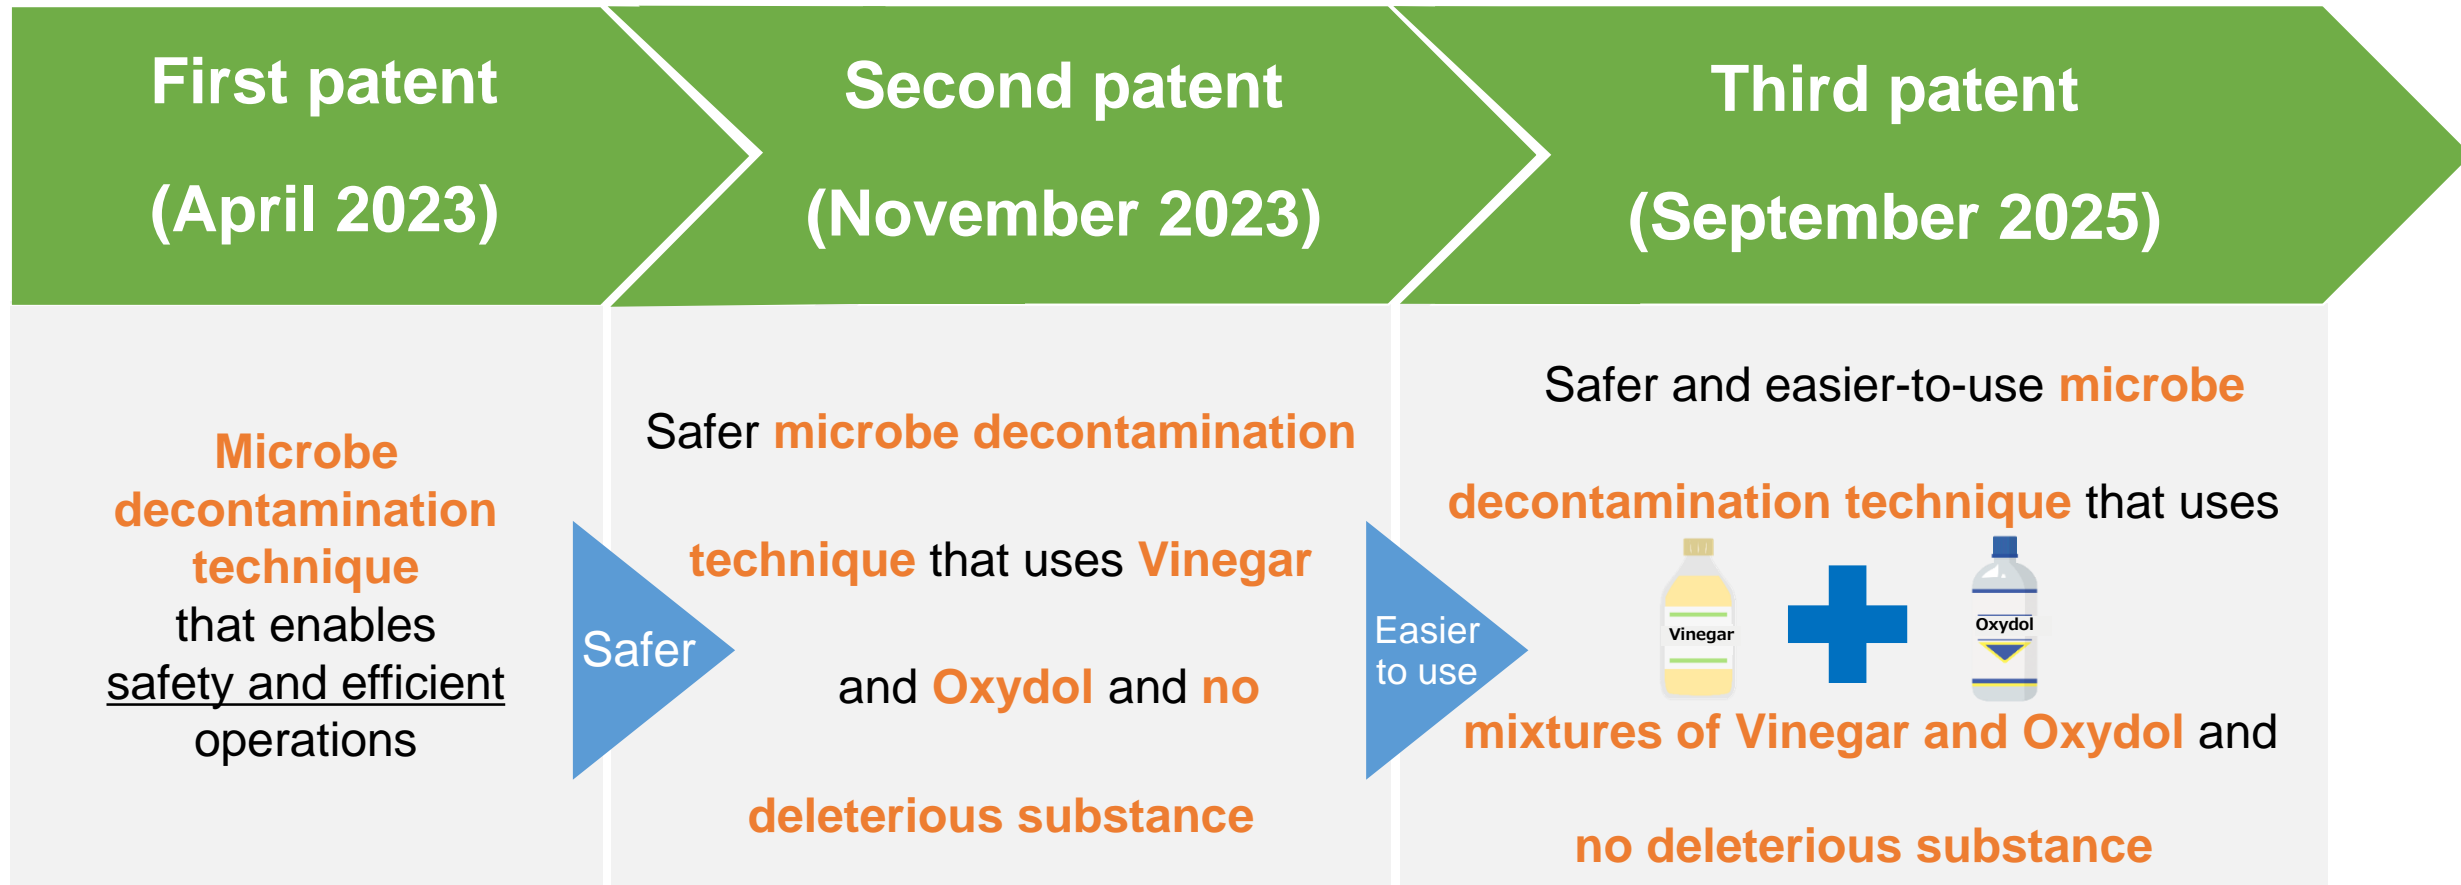 First patent
(April 2023)
Second patent
(November 2023)
Third patent
(September 2025)
Microbe
decontamination
technique
that enables
safety and efficient
operations
Safer
Safer microbe decontamination
technique that uses Vinegar
and Oxydol and no
deleterious substance
Easier
to use
Safer and easier-to-use microbe
decontamination technique that uses
Vinegar
Oxydol
mixtures of Vinegar and Oxydol and
no deleterious substance